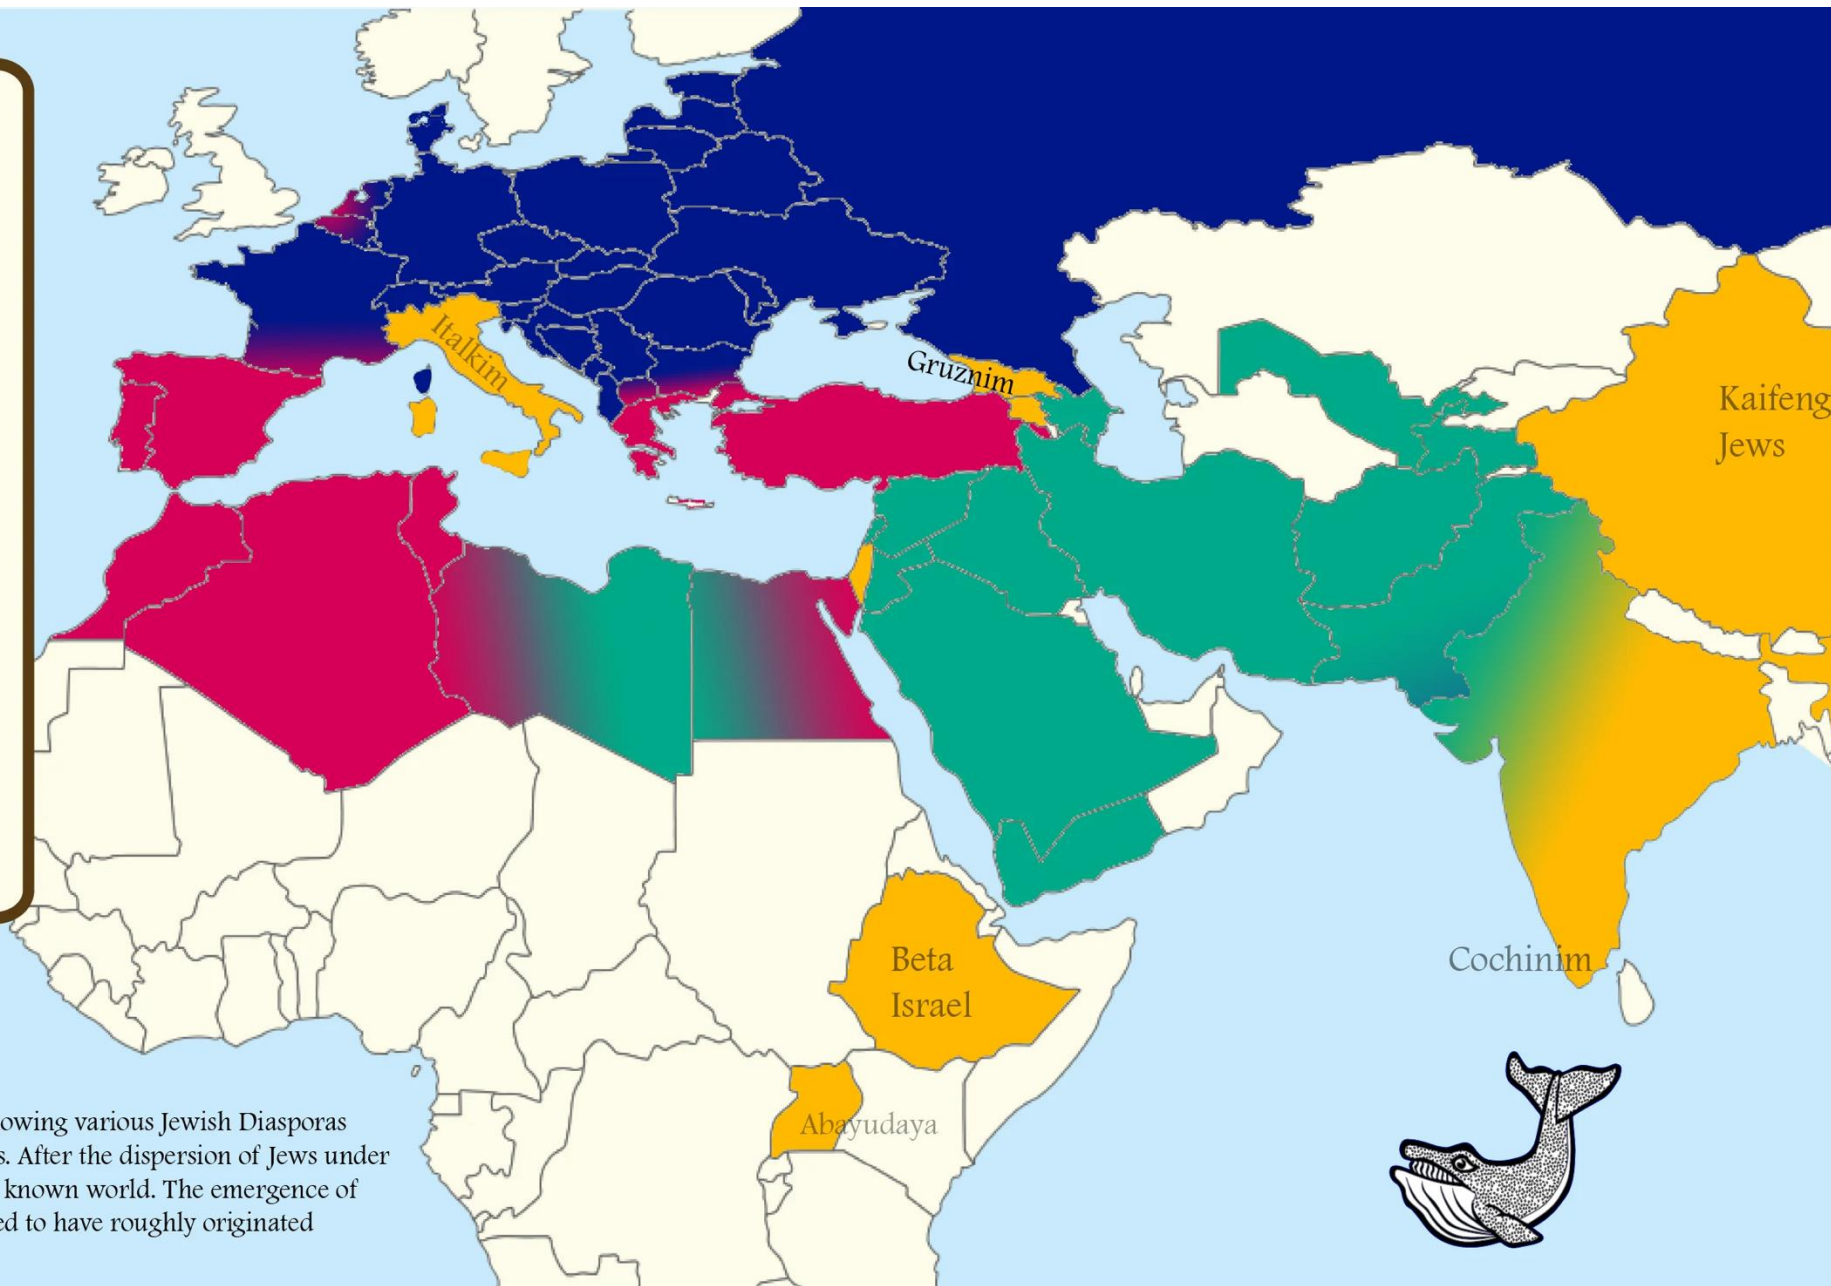 Italkim
Gruznim
Kaifeng
Jews
Beta
Israel
Cochinim
Abayudaya
owing various Jewish Diasporas
s. After the dispersion of Jews under
known world. The emergence of
ed to have roughly originated